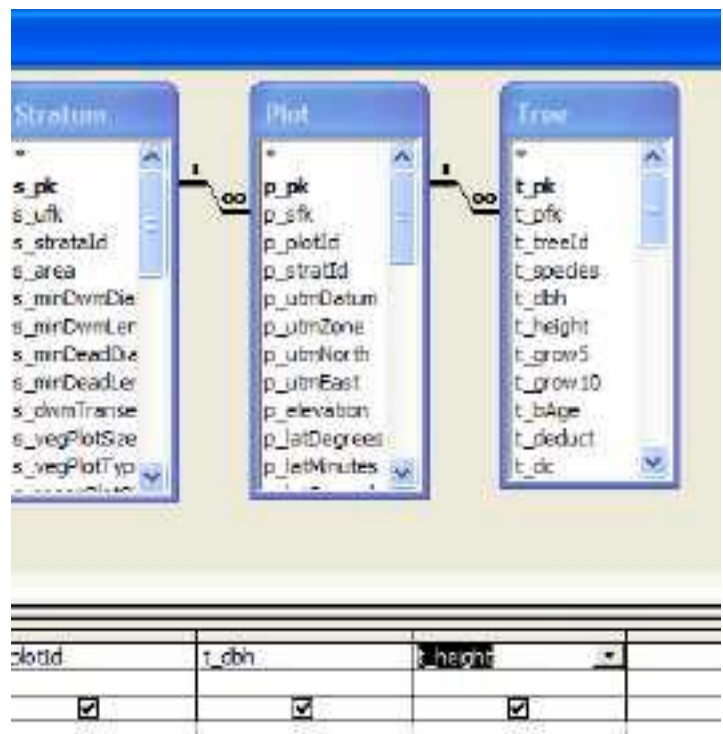 Stratum
*
s_pk
s_ufk
s_strataId
s_area
s_minDwmDia
s_minDwmLer
s_minDeadDia
s_minDeadLer
s_dwmTranse
s_vegPlotSize
s_vegPlotTyp
1
∞
Plot
*
p_pk
p_sfk
p_plotId
p_stratId
p_utmDatum
p_utmZone
p_utmNorth
p_utmEast
p_elevation
p_latDegrees
p_latMinutes
1
∞
Tree
*
t_pk
t_pfk
t_treeId
t_species
t_dbh
t_height
t_grow5
t_grow10
t_bAge
t_deduct
t_dc
plotId
t_dbh
t_height